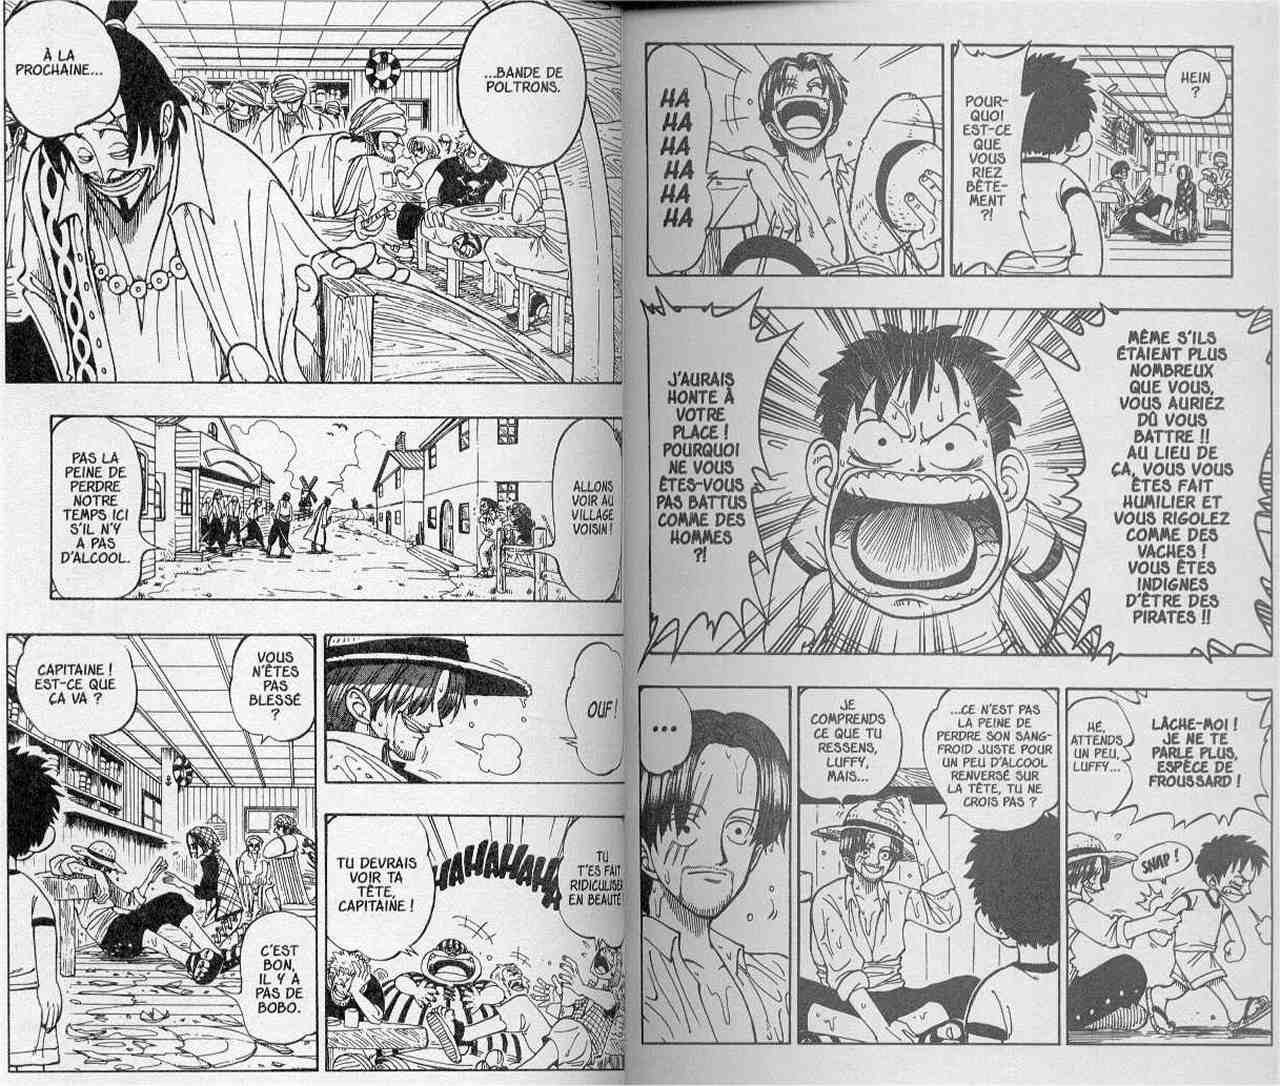 À LA
PROCHAINE...
...BANDE DE
POLTRONS.
PAS LA
PEINE DE
PERDRE
NOTRE
TEMPS ICI
S'IL N'Y
A PAS
D'ALCOOL.
ALLONS
VOIR AU
VILLAGE
VOISIN !
CAPITAINE !
EST-CE QUE
ÇA VA ?
VOUS
N'ÊTES
PAS
BLESSÉ
?
C'EST
BON,
IL Y A
PAS DE
BOBO.
OUF !
TU DEVRAIS
VOIR TA
TÊTE,
CAPITAINE !
HAHAHAHA
TU
T'ES FAIT
RIDICULISER
EN BEAUTÉ
HA
HA
HA
HA
HA
HA
POUR-
QUOI
EST-CE
QUE
VOUS
RIEZ
BÊTE-
MENT
?!
HEIN
?
J'AURAIS
HONTE À
VOTRE
PLACE !
POURQUOI
NE VOUS
ÊTES-VOUS
PAS BATTUS
COMME DES
HOMMES
?!
MÊME S'ILS
ÉTAIENT PLUS
NOMBREUX
QUE VOUS,
VOUS AURIEZ
DÛ VOUS
BATTRE !!
AU LIEU DE
ÇA, VOUS VOUS
ÊTES FAIT
HUMILIER ET
VOUS RIGOLEZ
COMME DES
VACHES !
VOUS ÊTES
INDIGNES
D'ÊTRE DES
PIRATES !!
...
JE
COMPRENDS
CE QUE TU
RESSENS,
LUFFY,
MAIS...
...CE N'EST PAS
LA PEINE DE
PERDRE SON SANG-
FROID JUSTE POUR
UN PEU D'ALCOOL
RENVERSÉ SUR
LA TÊTE, TU NE
CROIS PAS ?
HÉ,
ATTENDS
UN PEU,
LUFFY...
LÂCHE-MOI !
JE NE TE
PARLE PLUS,
ESPÈCE DE
FROUSSARD !
SNAP !